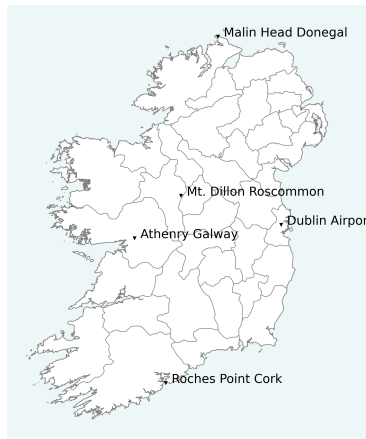 Malin Head Donegal
Mt. Dillon Roscommon
Dublin Airpor
Athenry Galway
Roches Point Cork